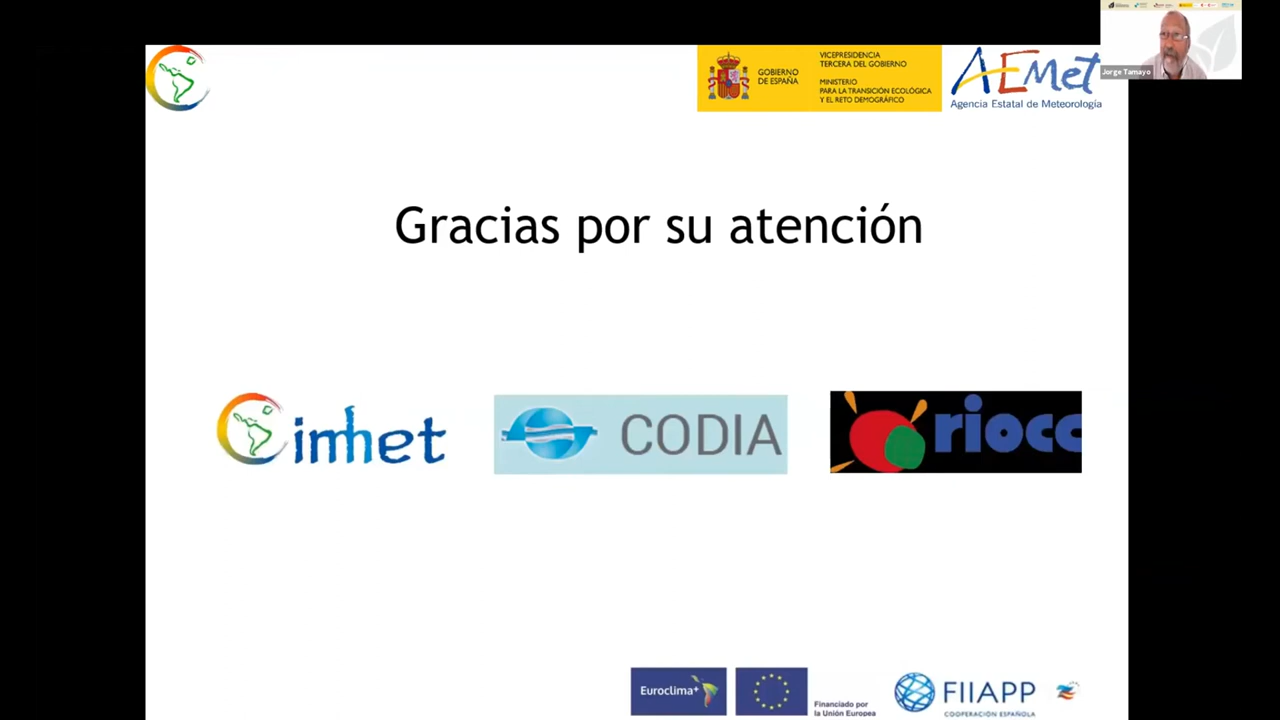 GOBIERNO
DE ESPAÑA
VICEPRESIDENCIA
TERCERA DEL GOBIERNO
MINISTERIO
PARA LA TRANSICIÓN ECOLÓGICA
Y EL RETO DEMOGRÁFICO
AEMet
Agencia Estatal de Meteorología
Jorge Tamayo
Gracias por su atención
Cimhet
CODIA
riocc
Euroclima+
Financiado por
la Unión Europea
FIIAPP
COOPERACIÓN ESPAÑOLA